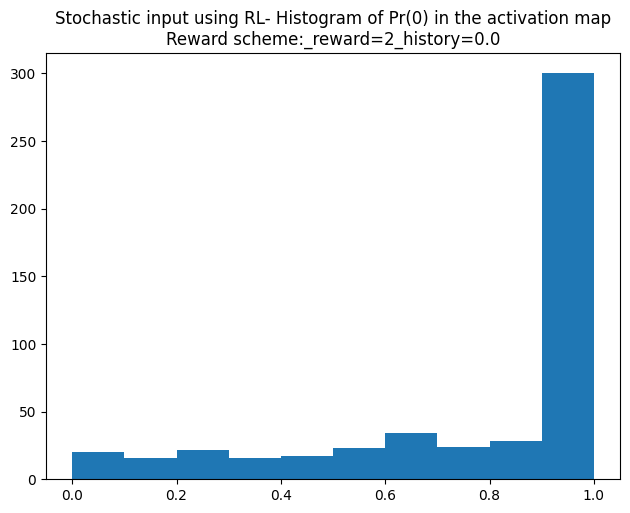 Stochastic input using RL- Histogram of Pr(0) in the activation map
Reward scheme:_reward=2_history=0.0
300
250
200
150
100
50
0
0.0 0.2 0.4 0.6 0.8 1.0